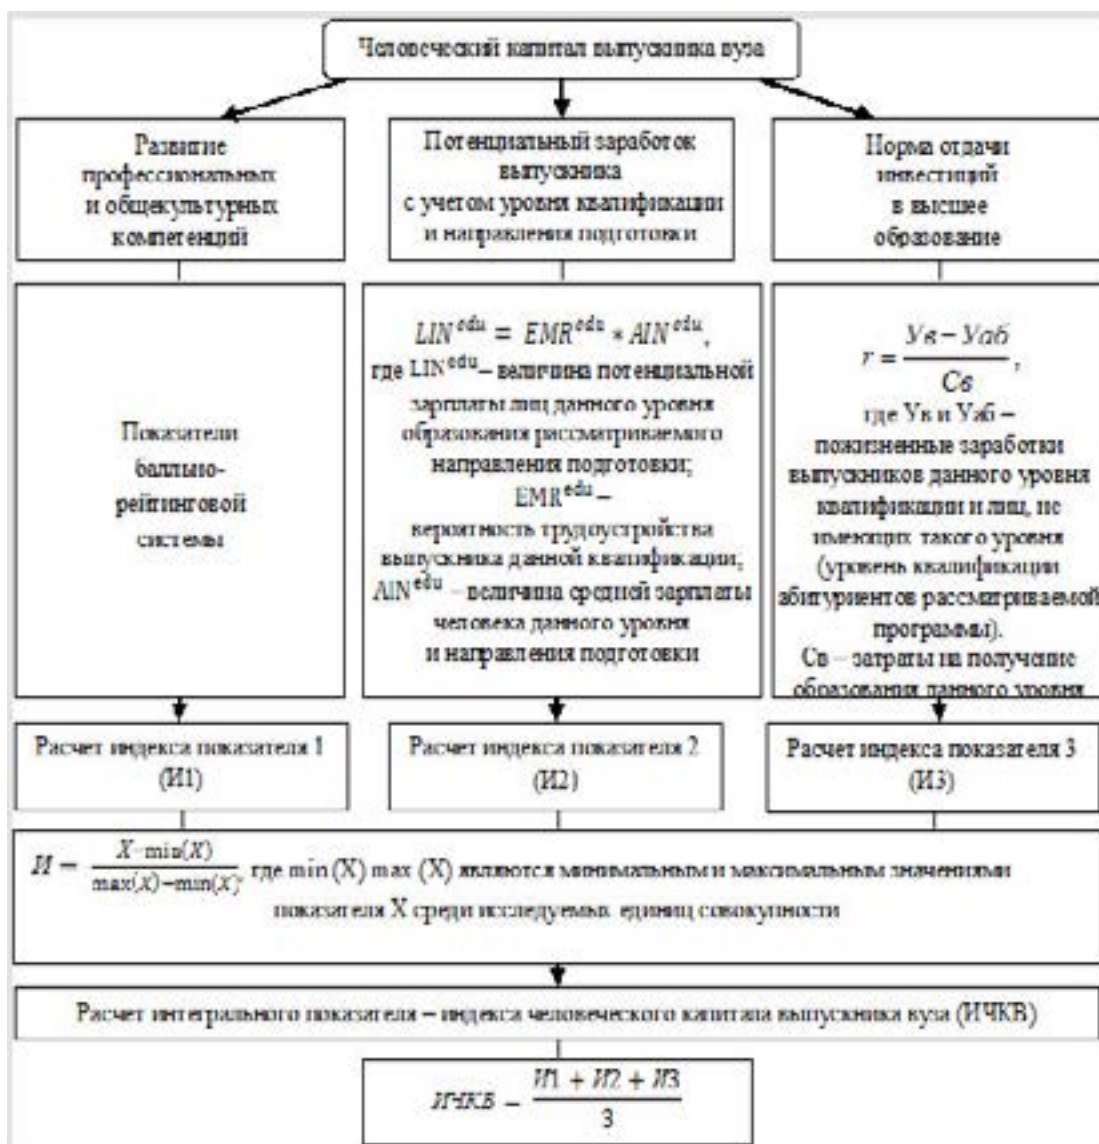 Человеческий капитал выпускника вуза
Развитие
профессиональных
и общекультурных
компетенций
Потенциальный заработок
выпускника
с учетом уровня квалификации
и направления подготовки
Норма отдачи
инвестиций
в высшее
образование
Показатели
балльно-
рейтинговой
системы
LIN^edu = EMR^edu * AIN^edu,
где LIN^edu – величина потенциальной
зарплаты лиц данного уровня
образования рассматриваемого
направления подготовки;
EMR^edu –
вероятность трудоустройства
выпускника данной квалификации;
AIN^edu – величина средней зарплаты
человека данного уровня
и направления подготовки
r = (Ув – Уаб) / Св,
где Ув и Уаб –
пожизненные заработки
выпускников данного уровня
квалификации и лиц, не
имеющих такого уровня
(уровень квалификации
абитуриентов рассматриваемой
программы).
Св – затраты на получение
образования данного уровня
Расчет индекса показателя 1
(И1)
Расчет индекса показателя 2
(И2)
Расчет индекса показателя 3
(И3)
И = (X–min(X)) / (max(X)–min(X)), где min (X) max (X) являются минимальным и максимальным значениями
показателя X среди исследуемых единиц совокупности
Расчет интегрального показателя – индекса человеческого капитала выпускника вуза (ИЧКВ)
ИЧКВ = (И1 + И2 + И3) / 3